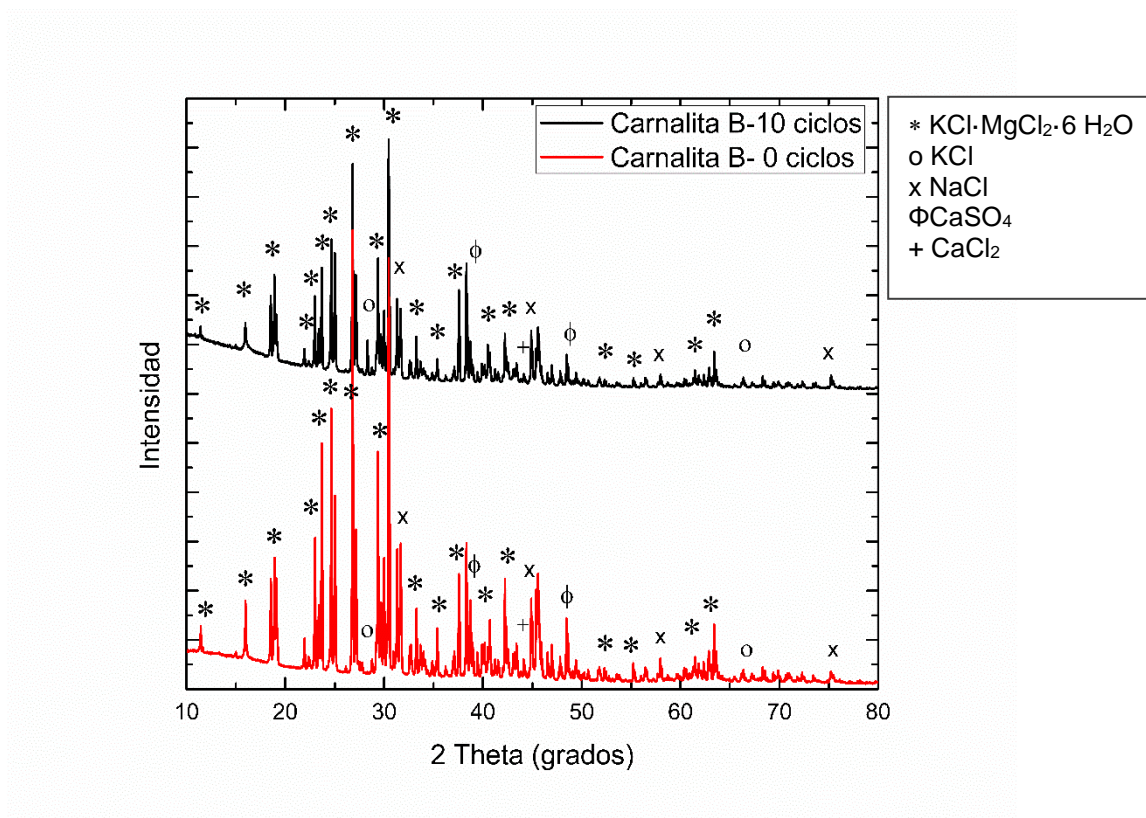 Carnalita B-10 ciclos
Carnalita B- 0 ciclos
* KCl·MgCl₂·6 H₂O
o KCl
x NaCl
ΦCaSO₄
+ CaCl₂
Intensidad
10 20 30 40 50 60 70 80
2 Theta (grados)